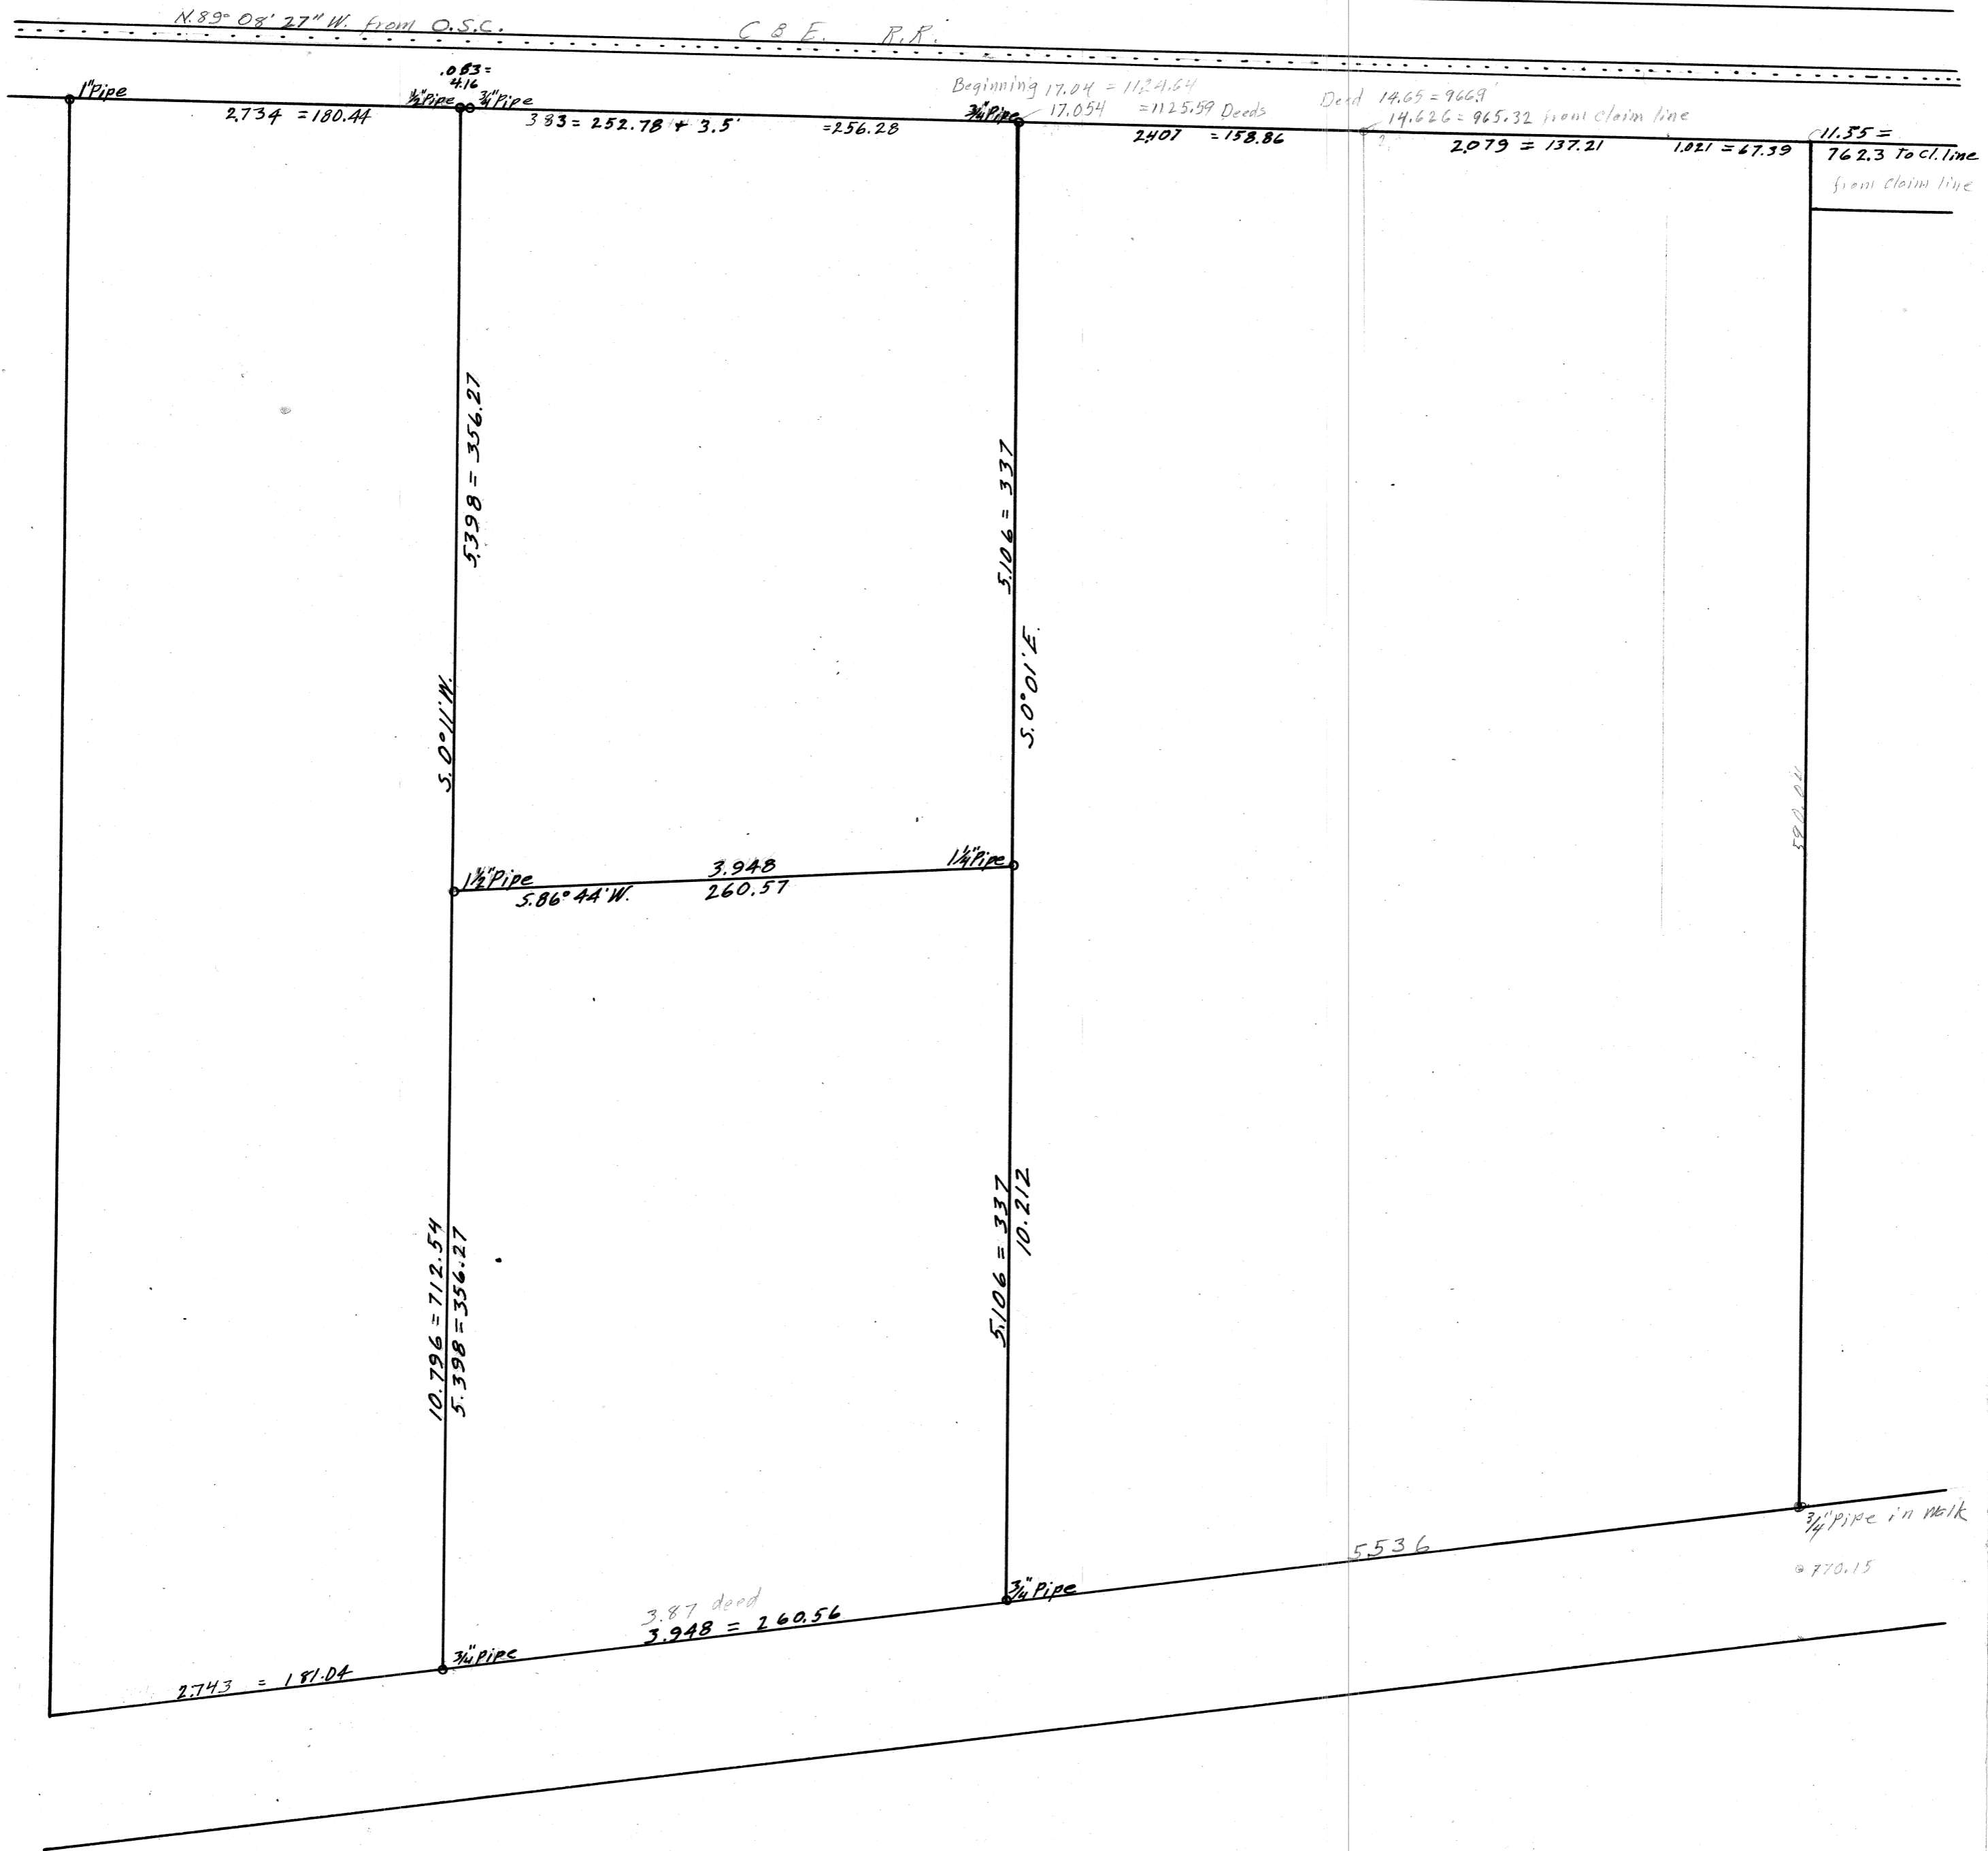 N.89° 08' 27" W. from O.S.C.
C & E. R.R.
.063 =
4.16
1" Pipe
½" Pipe
¾" Pipe
2.734 = 180.44
3.83 = 252.78 + 3.5' = 256.28
Beginning 17.04 = 1124.64
17.054 = 1125.59 Deeds
¾" Pipe
Deed 14.65 = 966.9'
14.626 = 965.32 from claim line
2.407 = 158.86
2.079 = 137.21
1.021 = 67.39
11.55 =
762.3 to cl. line
from claim line
5.398 = 356.27
5.106 = 337
S. 0° 11' W.
S. 0° 01' E.
590.04
1½" Pipe
3.948
1¼" Pipe
S. 86° 44' W.
260.57
10.796 = 712.54
5.398 = 356.27
5.106 = 337
10.212
¾" Pipe in Walk
5.536
@ 770.15
¾" Pipe
3.87 deed
3.948 = 260.56
¾" Pipe
2.743 = 181.04